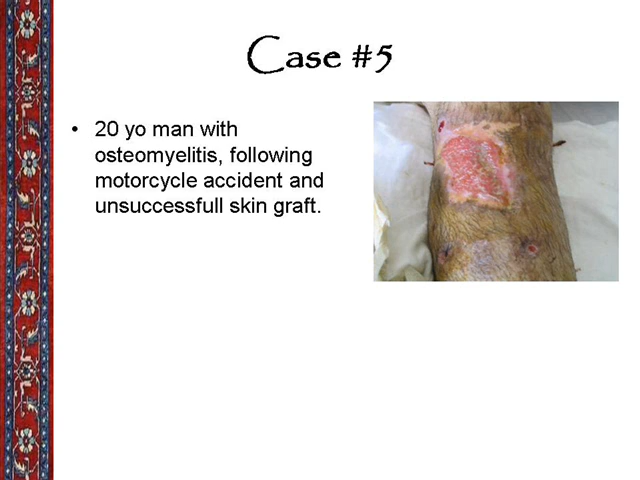 Case #5
• 20 yo man with
osteomyelitis, following
motorcycle accident and
unsuccessfull skin graft.